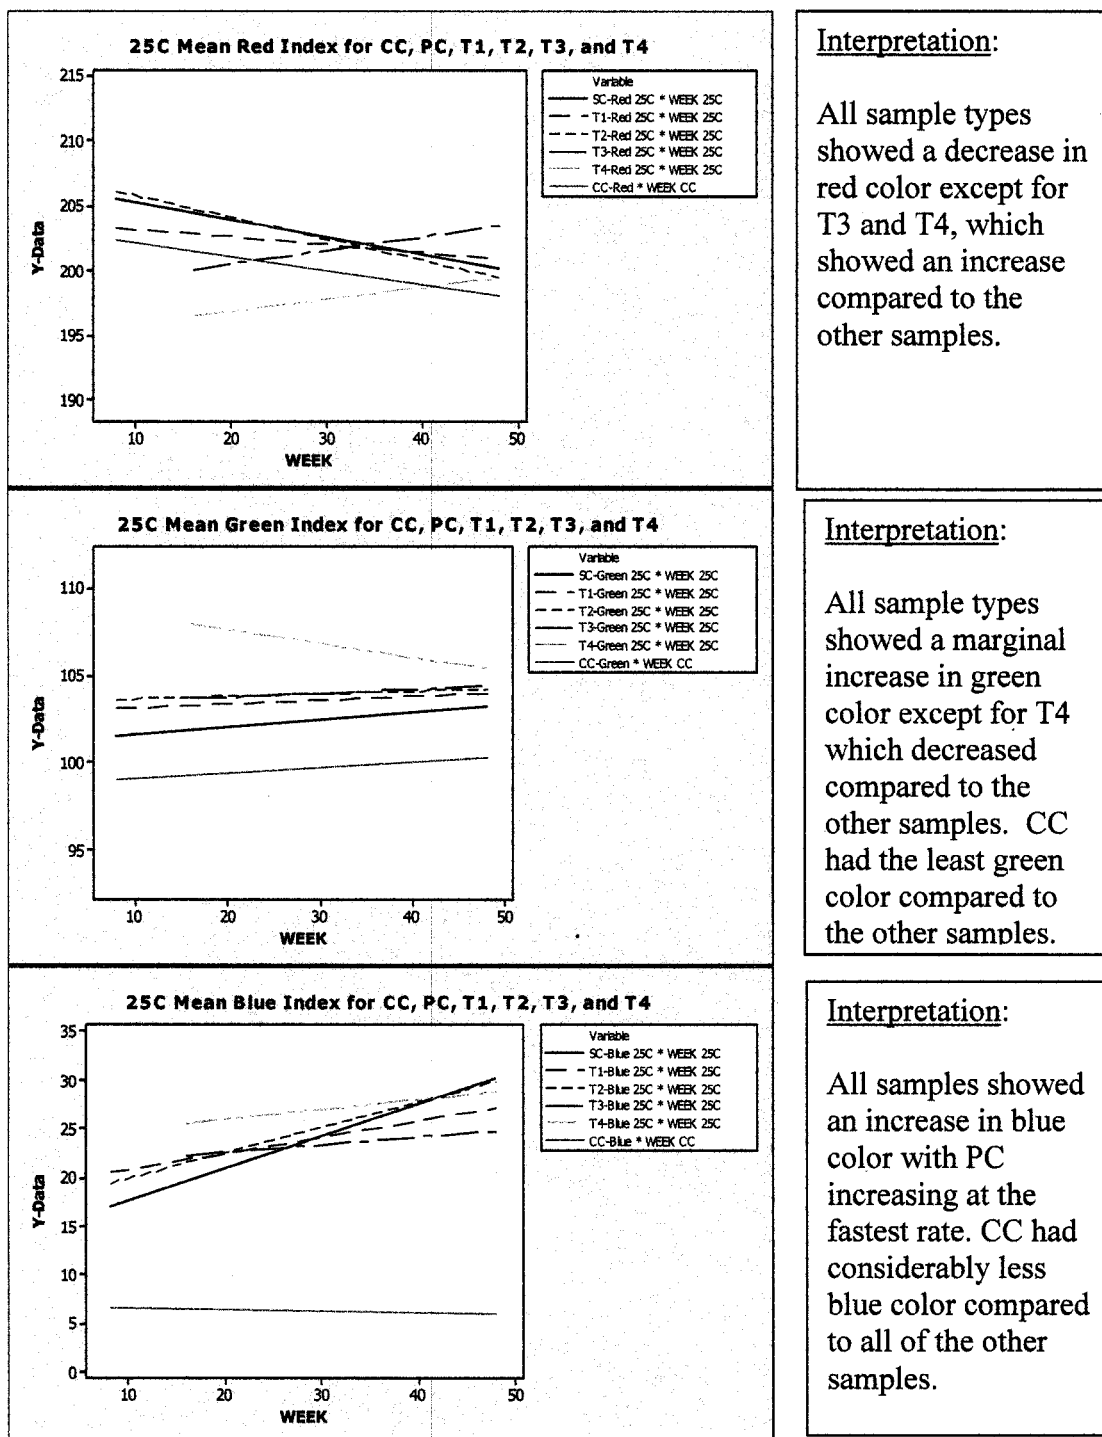 25C Mean Red Index for CC, PC, T1, T2, T3, and T4
215
210
205
200
195
190
Y-Data
10 20 30 40 50
WEEK
Variable
SC-Red 25C * WEEK 25C
T1-Red 25C * WEEK 25C
T2-Red 25C * WEEK 25C
T3-Red 25C * WEEK 25C
T4-Red 25C * WEEK 25C
CC-Red * WEEK CC
Interpretation:
All sample types
showed a decrease in
red color except for
T3 and T4, which
showed an increase
compared to the
other samples.
25C Mean Green Index for CC, PC, T1, T2, T3, and T4
110
105
100
95
Y-Data
10 20 30 40 50
WEEK
Variable
SC-Green 25C * WEEK 25C
T1-Green 25C * WEEK 25C
T2-Green 25C * WEEK 25C
T3-Green 25C * WEEK 25C
T4-Green 25C * WEEK 25C
CC-Green * WEEK CC
Interpretation:
All sample types
showed a marginal
increase in green
color except for T4
which decreased
compared to the
other samples. CC
had the least green
color compared to
the other samples.
25C Mean Blue Index for CC, PC, T1, T2, T3, and T4
35
30
25
20
15
10
5
0
Y-Data
10 20 30 40 50
WEEK
Variable
SC-Blue 25C * WEEK 25C
T1-Blue 25C * WEEK 25C
T2-Blue 25C * WEEK 25C
T3-Blue 25C * WEEK 25C
T4-Blue 25C * WEEK 25C
CC-Blue * WEEK CC
Interpretation:
All samples showed
an increase in blue
color with PC
increasing at the
fastest rate. CC had
considerably less
blue color compared
to all of the other
samples.